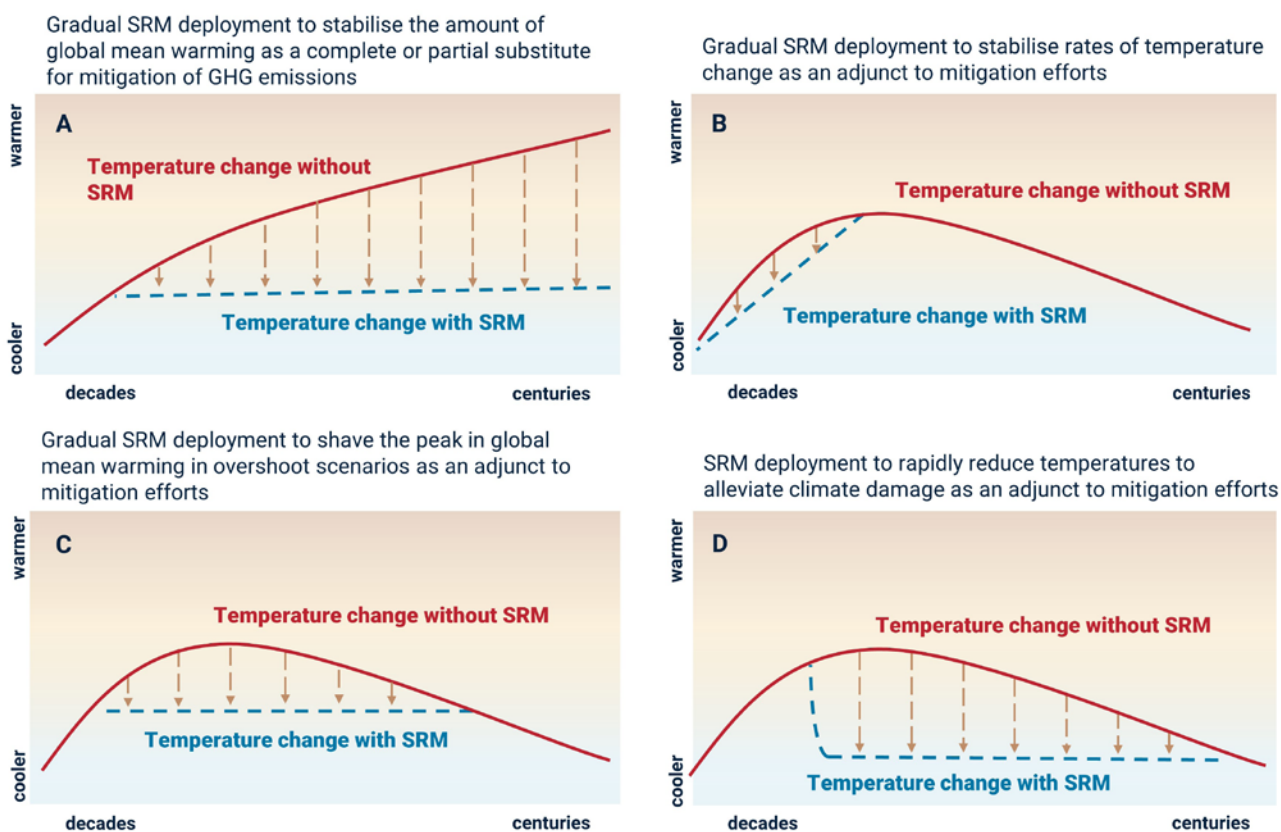 Gradual SRM deployment to stabilise the amount of
global mean warming as a complete or partial substitute
for mitigation of GHG emissions
warmer
A
Temperature change without
SRM
Temperature change with SRM
cooler
decades
centuries
Gradual SRM deployment to stabilise rates of temperature
change as an adjunct to mitigation efforts
warmer
B
Temperature change without SRM
Temperature change with SRM
cooler
decades
centuries
Gradual SRM deployment to shave the peak in global
mean warming in overshoot scenarios as an adjunct to
mitigation efforts
warmer
C
Temperature change without SRM
Temperature change with SRM
cooler
decades
centuries
SRM deployment to rapidly reduce temperatures to
alleviate climate damage as an adjunct to mitigation efforts
warmer
D
Temperature change without SRM
Temperature change with SRM
cooler
decades
centuries